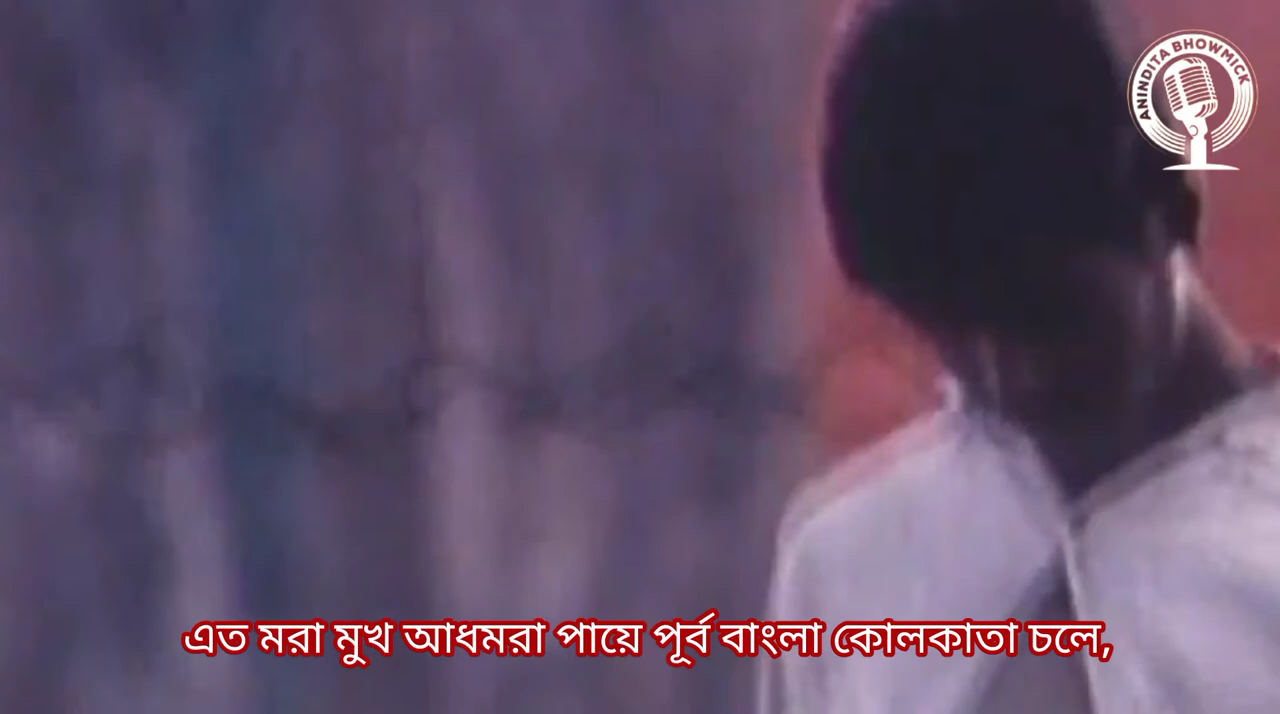 ANINDITA BHOWMICK
এত মরা মুখ আধমরা পায়ে পূর্ব বাংলা কোলকাতা চলে,